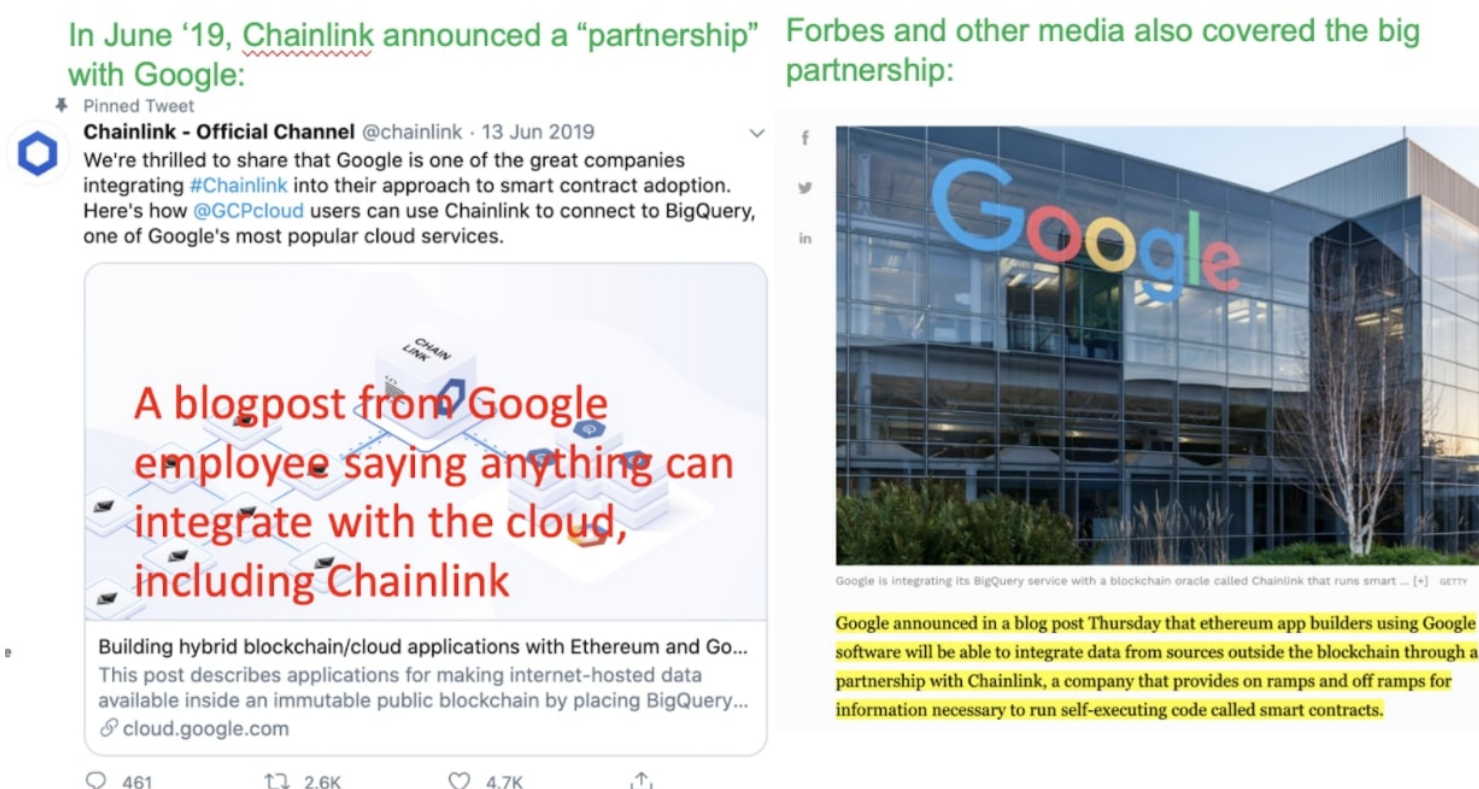 In June ‘19, Chainlink announced a “partnership”
with Google:
Pinned Tweet
Chainlink - Official Channel @chainlink · 13 Jun 2019
We're thrilled to share that Google is one of the great companies
integrating #Chainlink into their approach to smart contract adoption.
Here's how @GCPcloud users can use Chainlink to connect to BigQuery,
one of Google's most popular cloud services.
CHAIN
LINK
A blogpost from Google
employee saying anything can
integrate with the cloud,
including Chainlink
Building hybrid blockchain/cloud applications with Ethereum and Go...
This post describes applications for making internet-hosted data
available inside an immutable public blockchain by placing BigQuery...
cloud.google.com
461 2.6K 4.7K
e
Forbes and other media also covered the big
partnership:
f
in
Google
Google is integrating its BigQuery service with a blockchain oracle called Chainlink that runs smart ... [+] GETTY
Google announced in a blog post Thursday that ethereum app builders using Google
software will be able to integrate data from sources outside the blockchain through a
partnership with Chainlink, a company that provides on ramps and off ramps for
information necessary to run self-executing code called smart contracts.